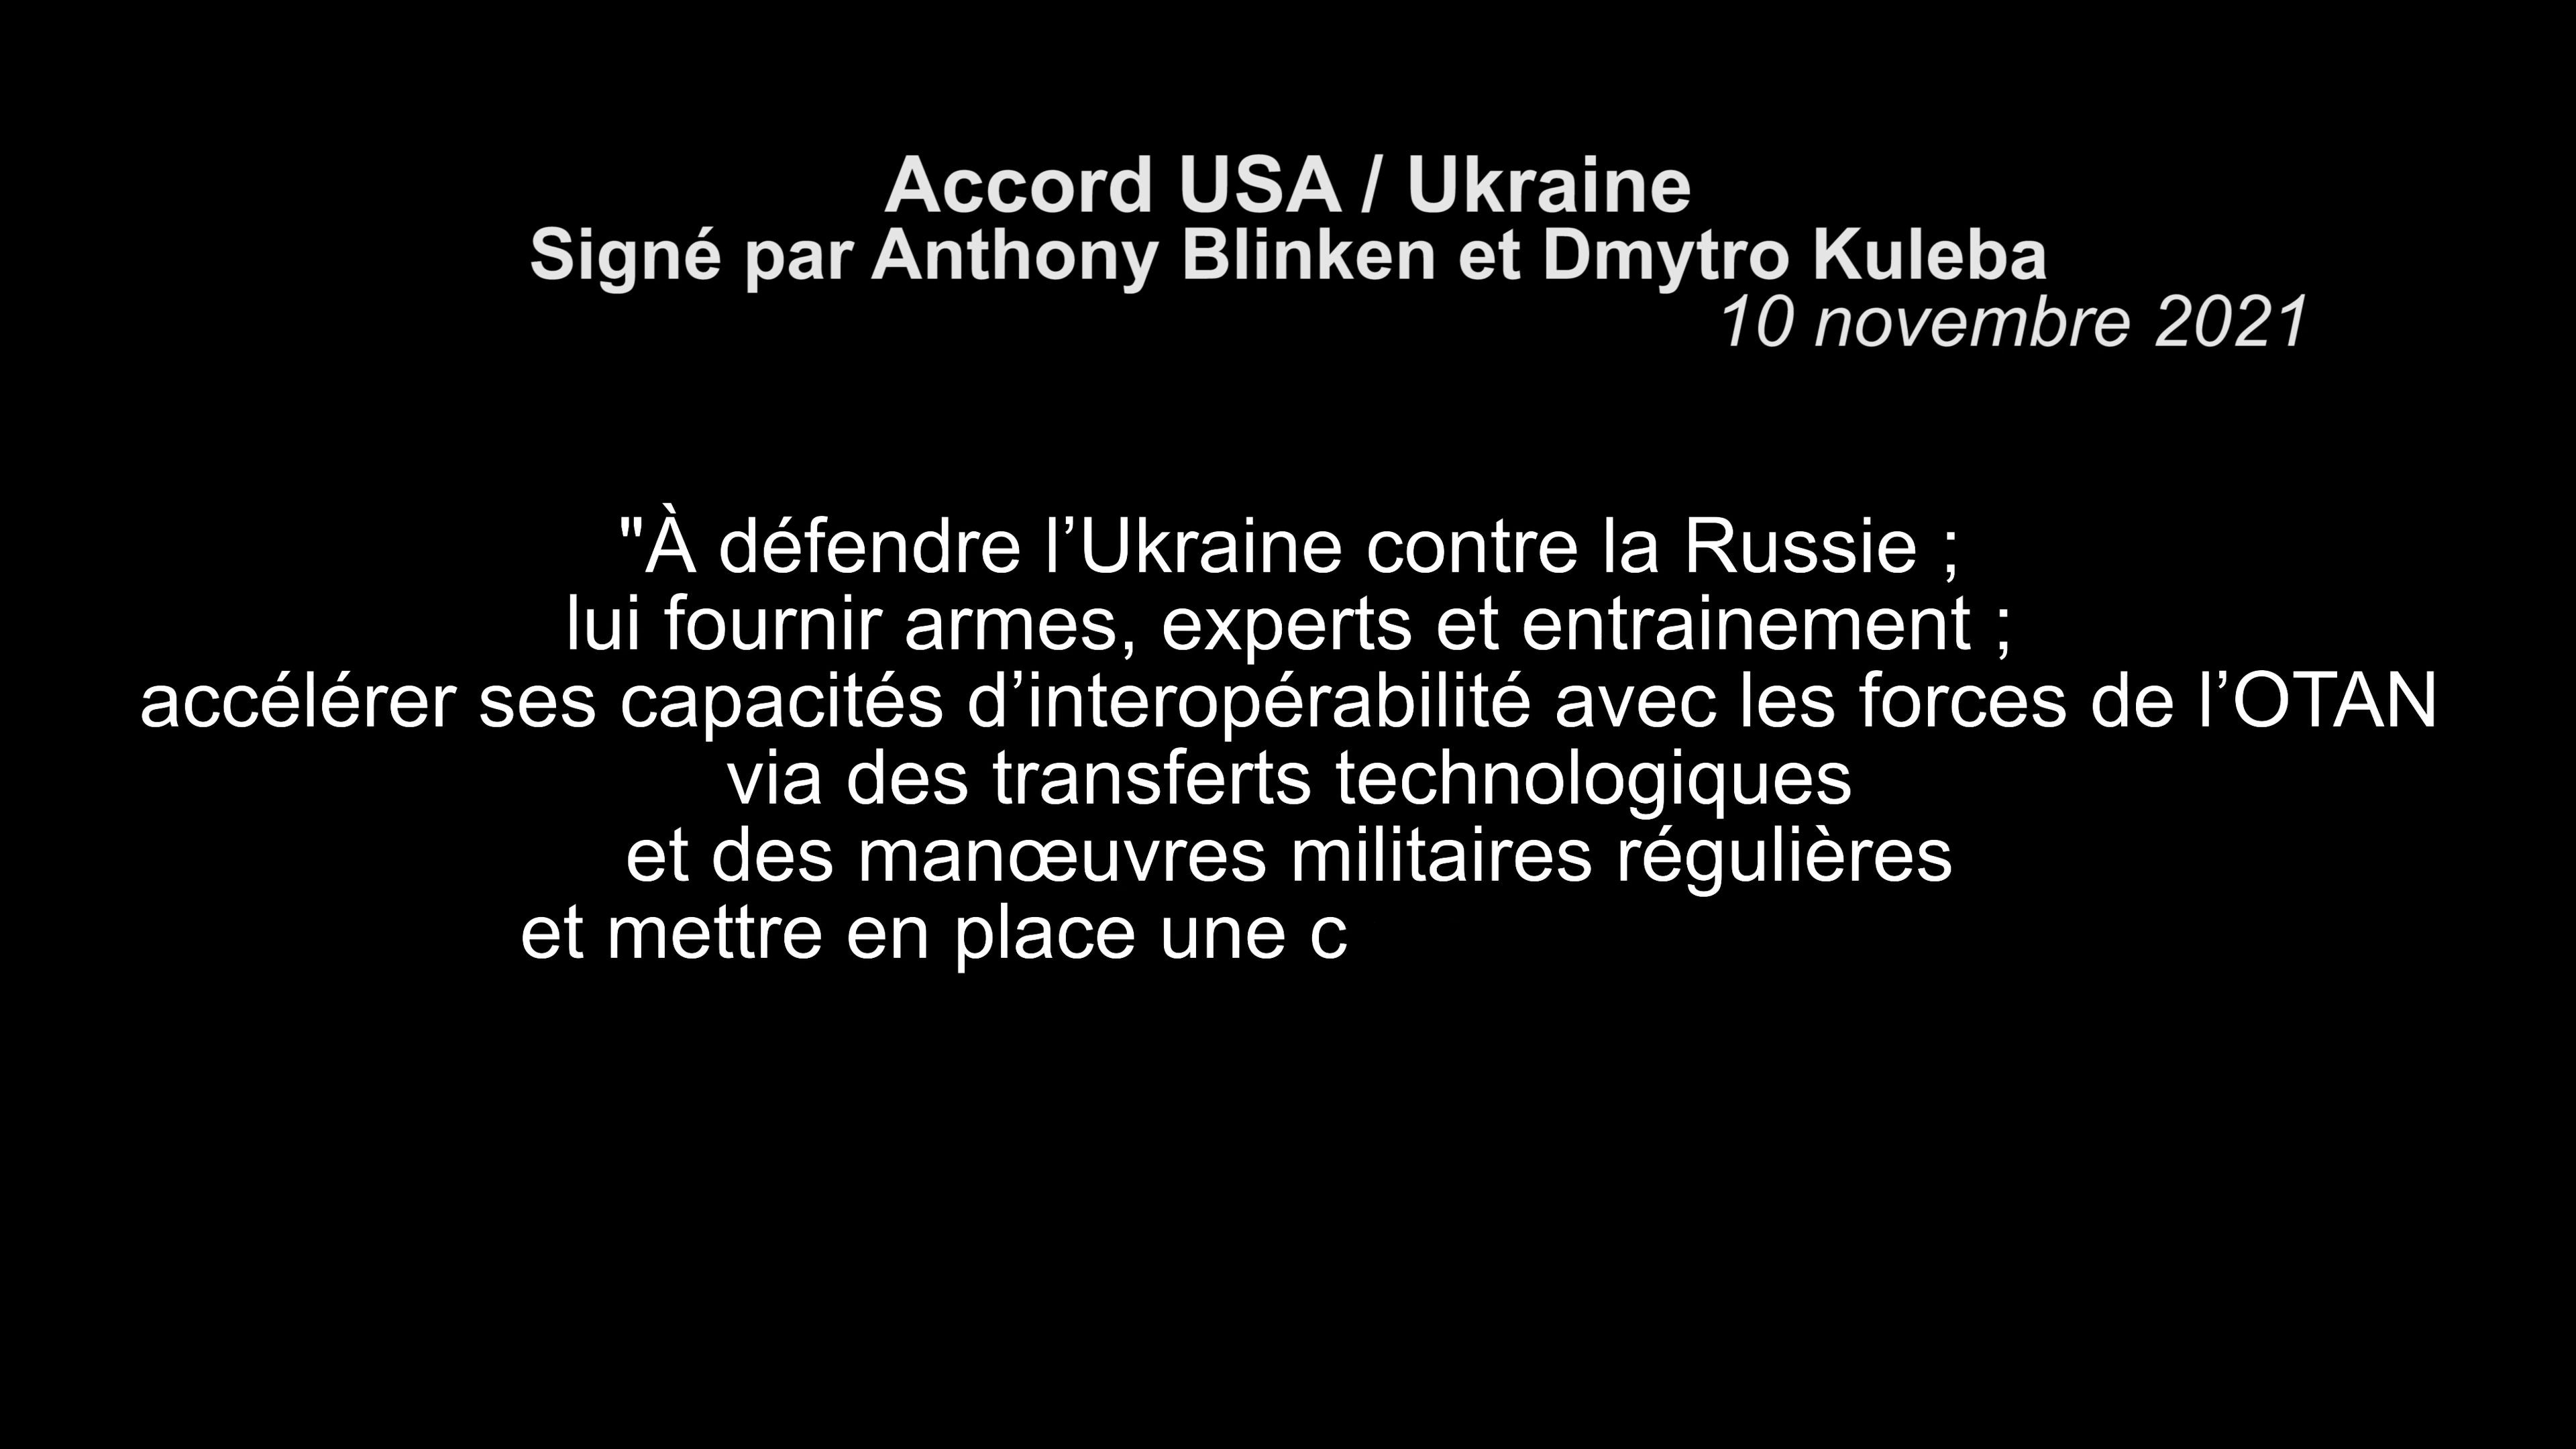 Accord USA / Ukraine
Signé par Anthony Blinken et Dmytro Kuleba
10 novembre 2021
"À défendre l’Ukraine contre la Russie ;
lui fournir armes, experts et entrainement ;
accélérer ses capacités d’interopérabilité avec les forces de l’OTAN
via des transferts technologiques
et des manœuvres militaires régulières
et mettre en place une c